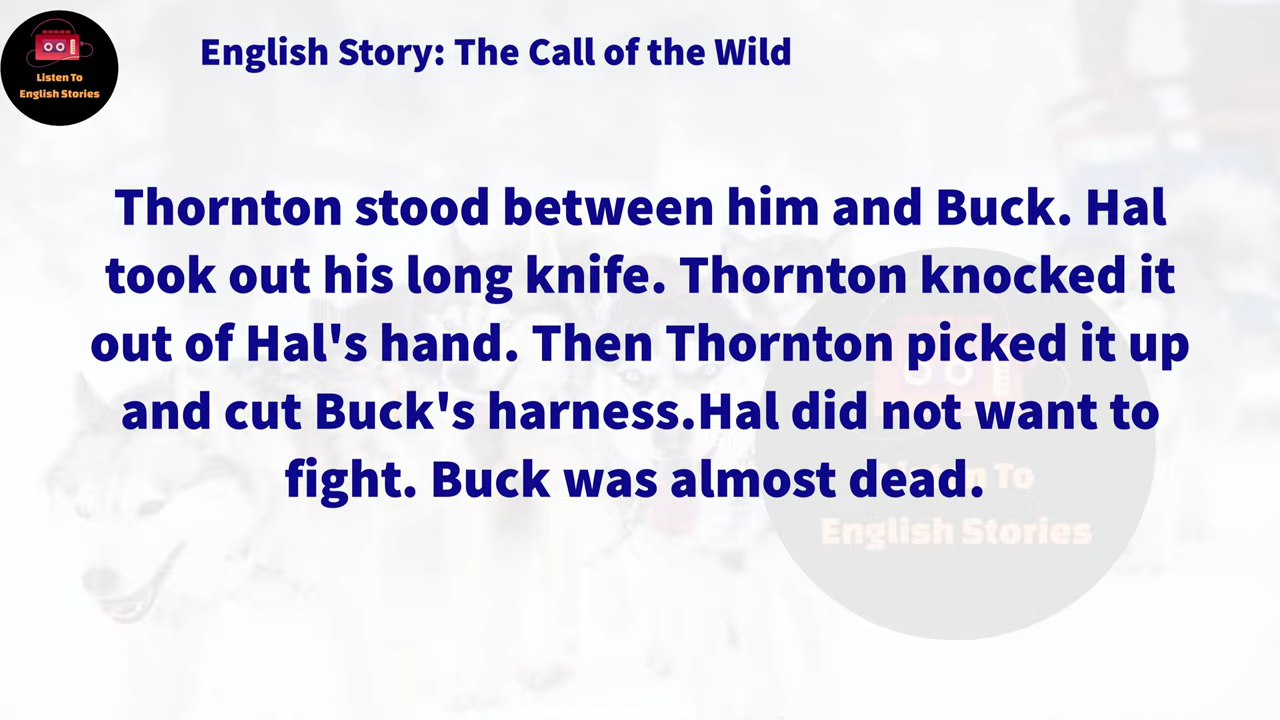 Listen To
English Stories
English Story: The Call of the Wild
Thornton stood between him and Buck. Hal
took out his long knife. Thornton knocked it
out of Hal's hand. Then Thornton picked it up
and cut Buck's harness.Hal did not want to
fight. Buck was almost dead.
Listen To
English Stories